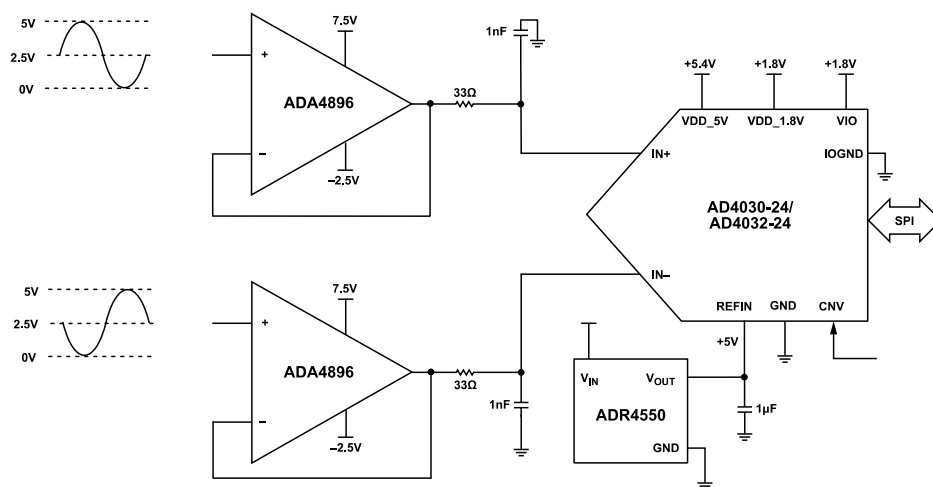 5V
2.5V
0V
+
−
ADA4896
7.5V
−2.5V
33Ω
1nF
+5.4V
+1.8V
+1.8V
VDD_5V
VDD_1.8V
VIO
IN+
IOGND
AD4030-24/
AD4032-24
SPI
IN−
REFIN
GND
CNV
5V
2.5V
0V
+
−
ADA4896
7.5V
−2.5V
33Ω
1nF
+5V
VIN
VOUT
ADR4550
GND
1µF